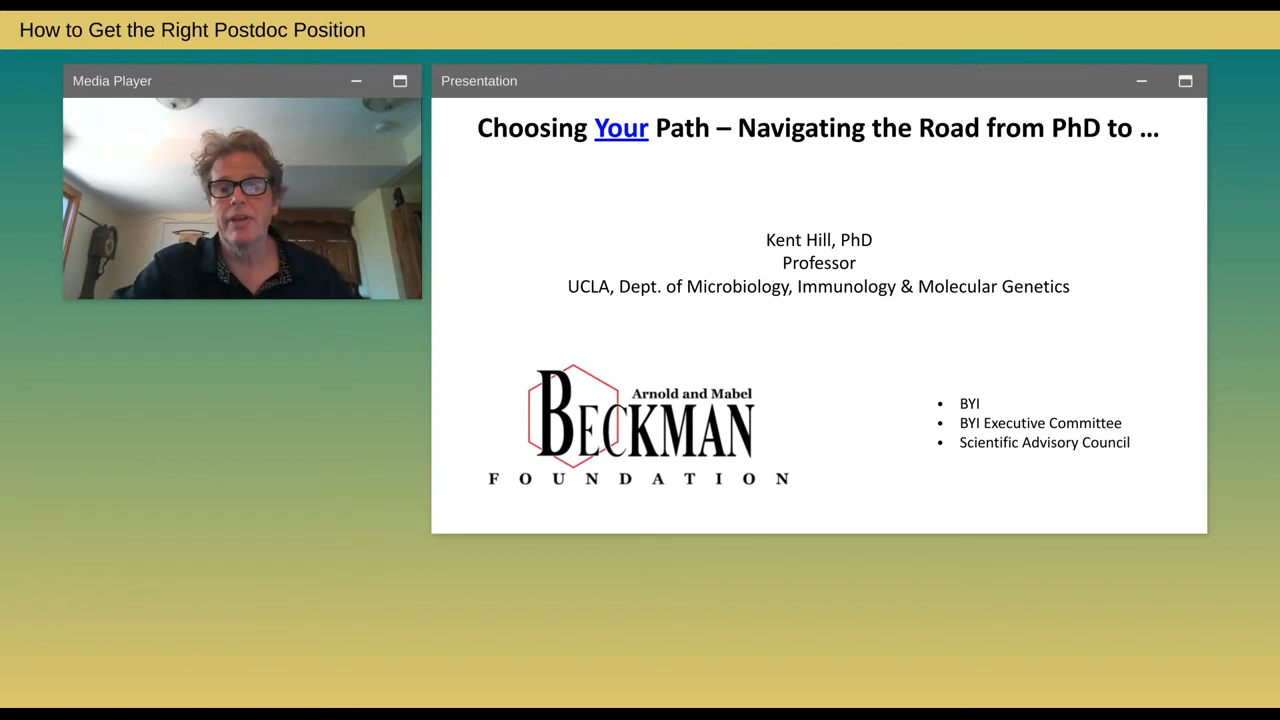 How to Get the Right Postdoc Position
Media Player
Presentation
Choosing Your Path – Navigating the Road from PhD to ...
Kent Hill, PhD
Professor
UCLA, Dept. of Microbiology, Immunology & Molecular Genetics
Arnold and Mabel
BECKMAN
FOUNDATION
• BYI
• BYI Executive Committee
• Scientific Advisory Council